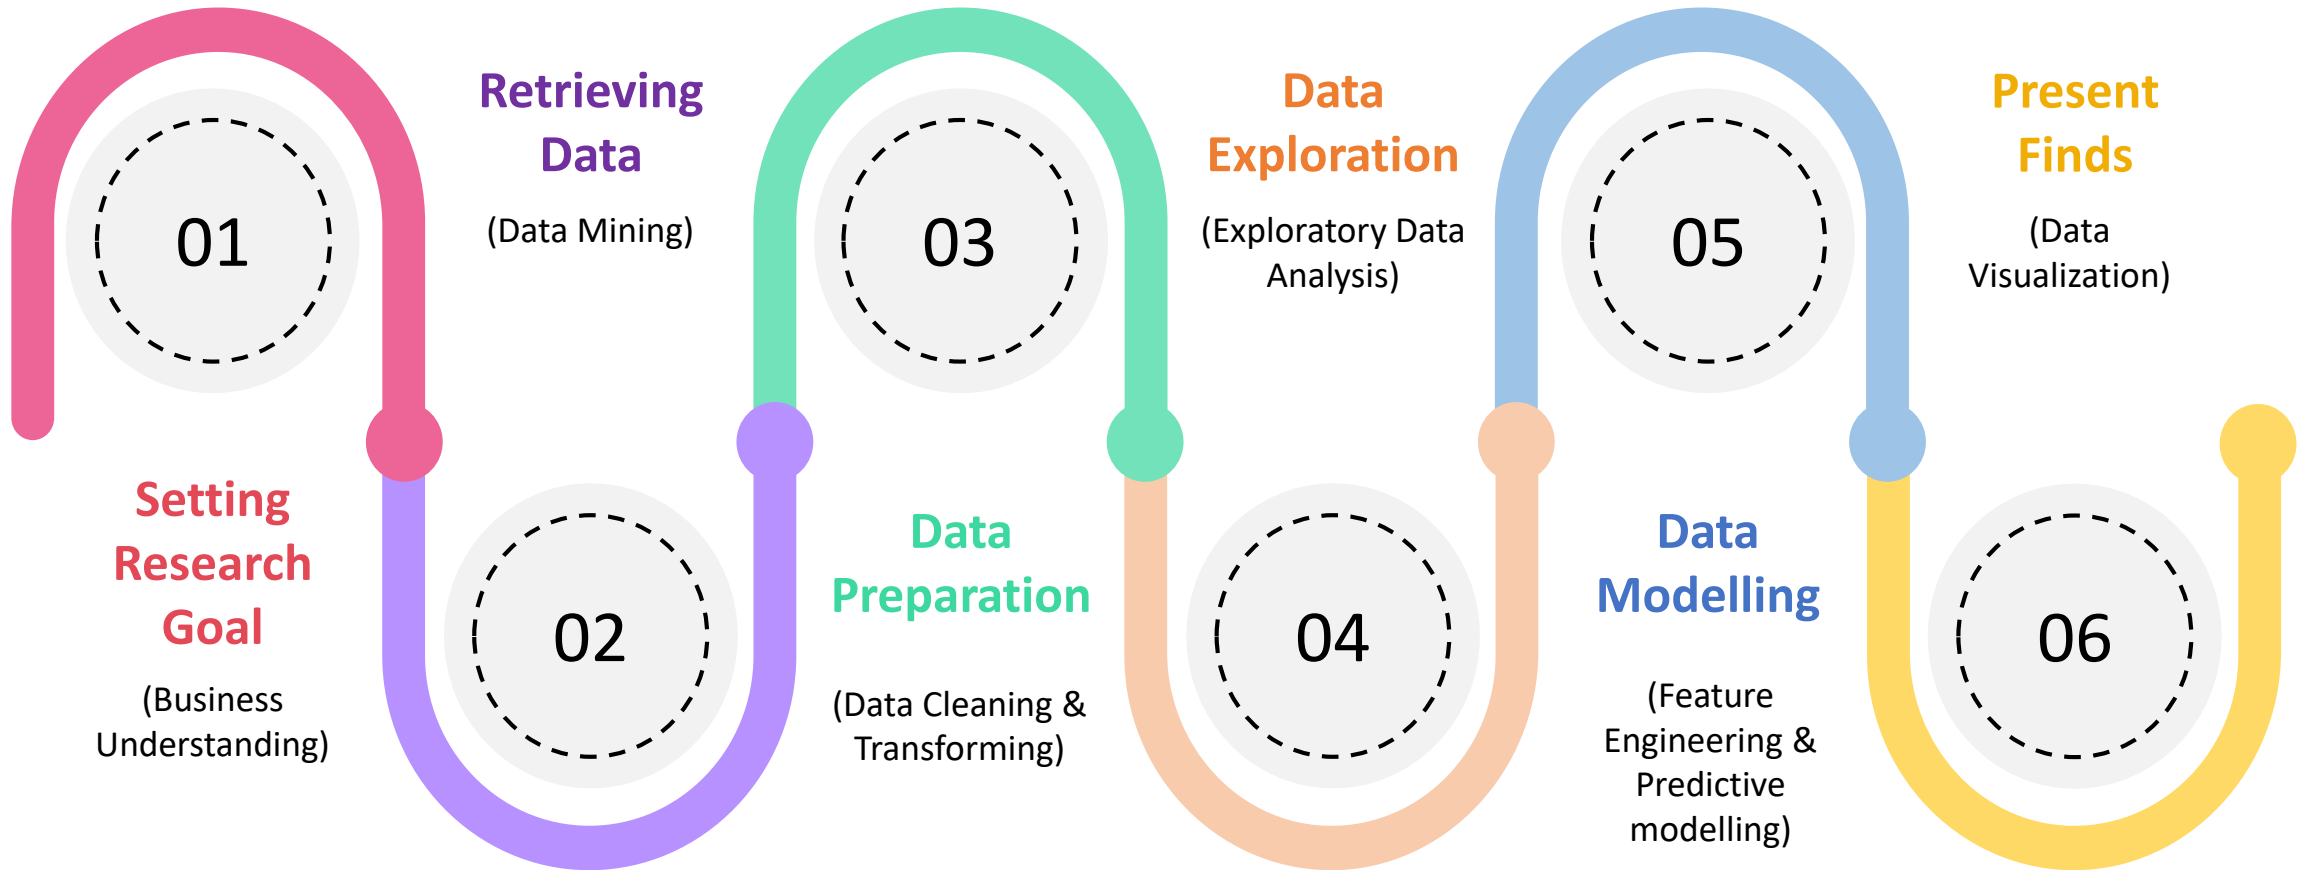 01
Setting
Research
Goal
(Business
Understanding)
Retrieving
Data
(Data Mining)
02
03
Data
Preparation
(Data Cleaning &
Transforming)
Data
Exploration
(Exploratory Data
Analysis)
04
05
Data
Modelling
(Feature
Engineering &
Predictive
modelling)
Present
Finds
(Data
Visualization)
06